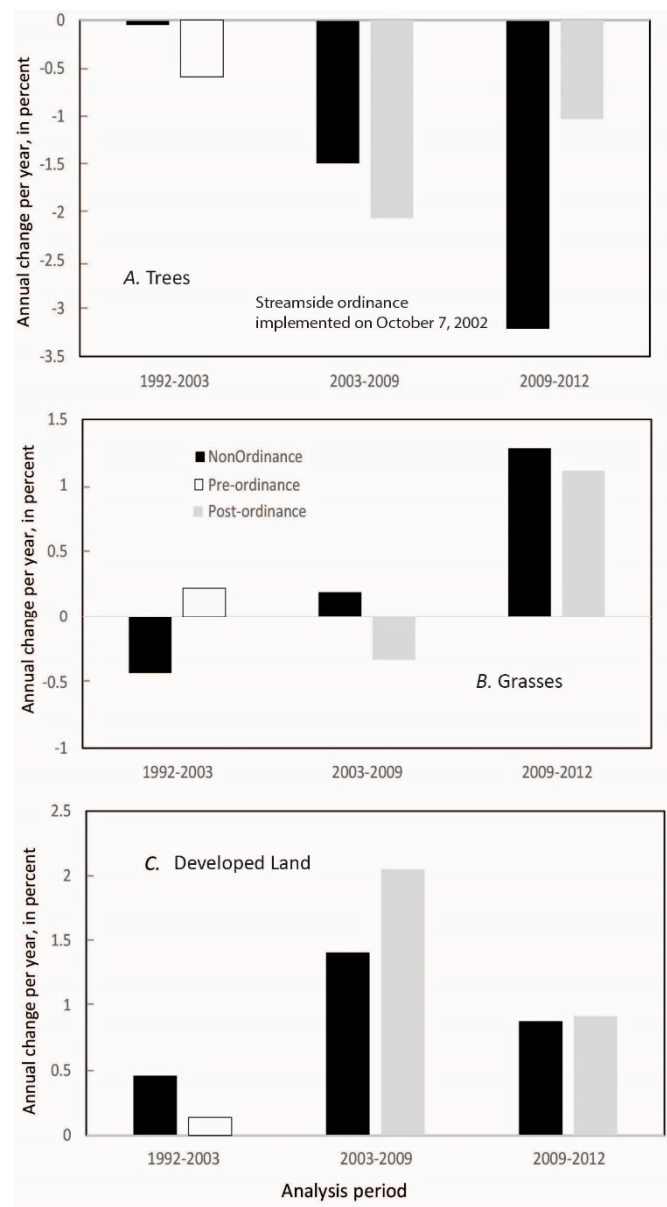 0
-0.5
-1
-1.5
-2
-2.5
-3
-3.5
Annual change per year, in percent
A. Trees
Streamside ordinance
implemented on October 7, 2002
1992-2003 2003-2009 2009-2012
1.5
1
0.5
0
-0.5
-1
Annual change per year, in percent
NonOrdinance
Pre-ordinance
Post-ordinance
B. Grasses
1992-2003 2003-2009 2009-2012
2.5
2
1.5
1
0.5
0
Annual change per year, in percent
C. Developed Land
1992-2003 2003-2009 2009-2012
Analysis period